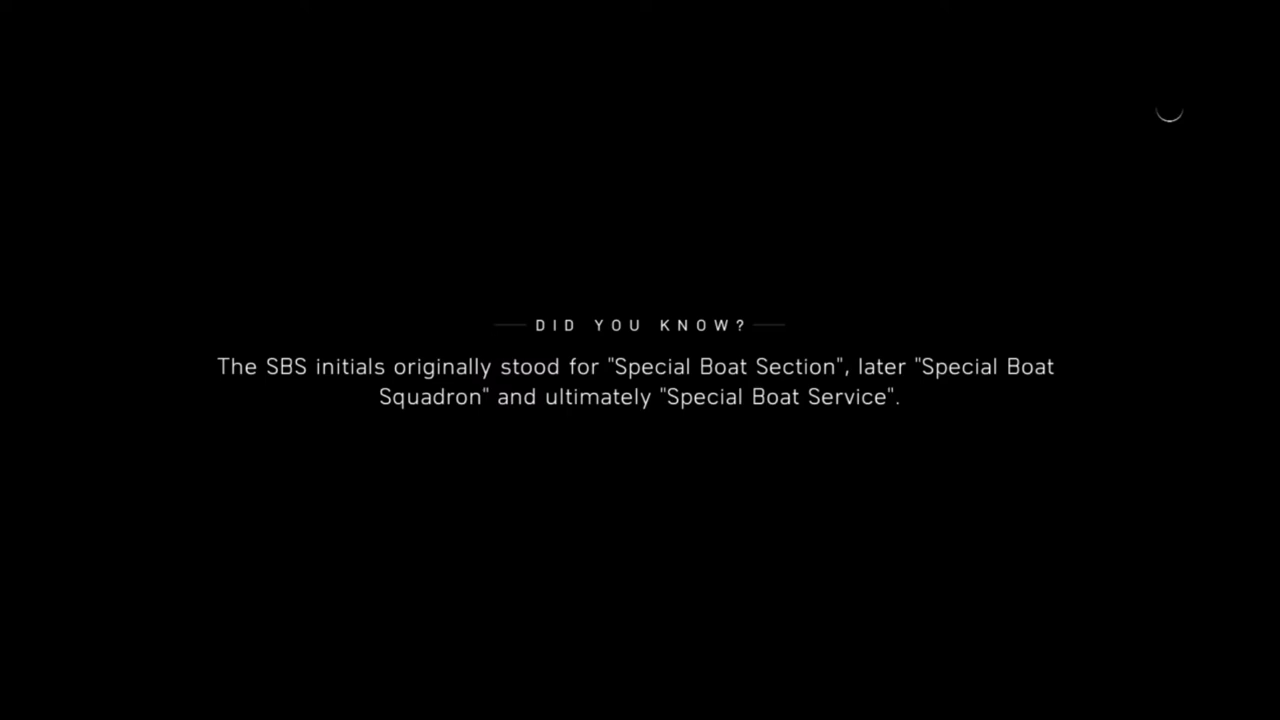 DID YOU KNOW?
The SBS initials originally stood for "Special Boat Section", later "Special Boat
Squadron" and ultimately "Special Boat Service".